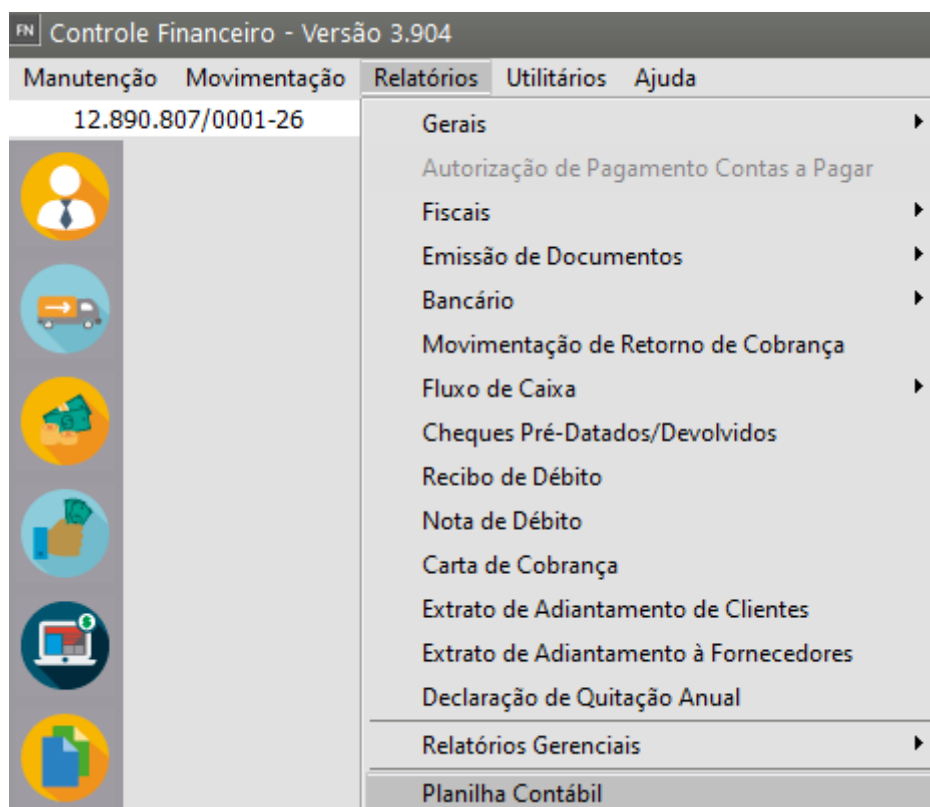 FN Controle Financeiro - Versão 3.904
Manutenção Movimentação Relatórios Utilitários Ajuda
12.890.807/0001-26
Gerais
Autorização de Pagamento Contas a Pagar
Fiscais
Emissão de Documentos
Bancário
Movimentação de Retorno de Cobrança
Fluxo de Caixa
Cheques Pré-Datados/Devolvidos
Recibo de Débito
Nota de Débito
Carta de Cobrança
Extrato de Adiantamento de Clientes
Extrato de Adiantamento à Fornecedores
Declaração de Quitação Anual
Relatórios Gerenciais
Planilha Contábil